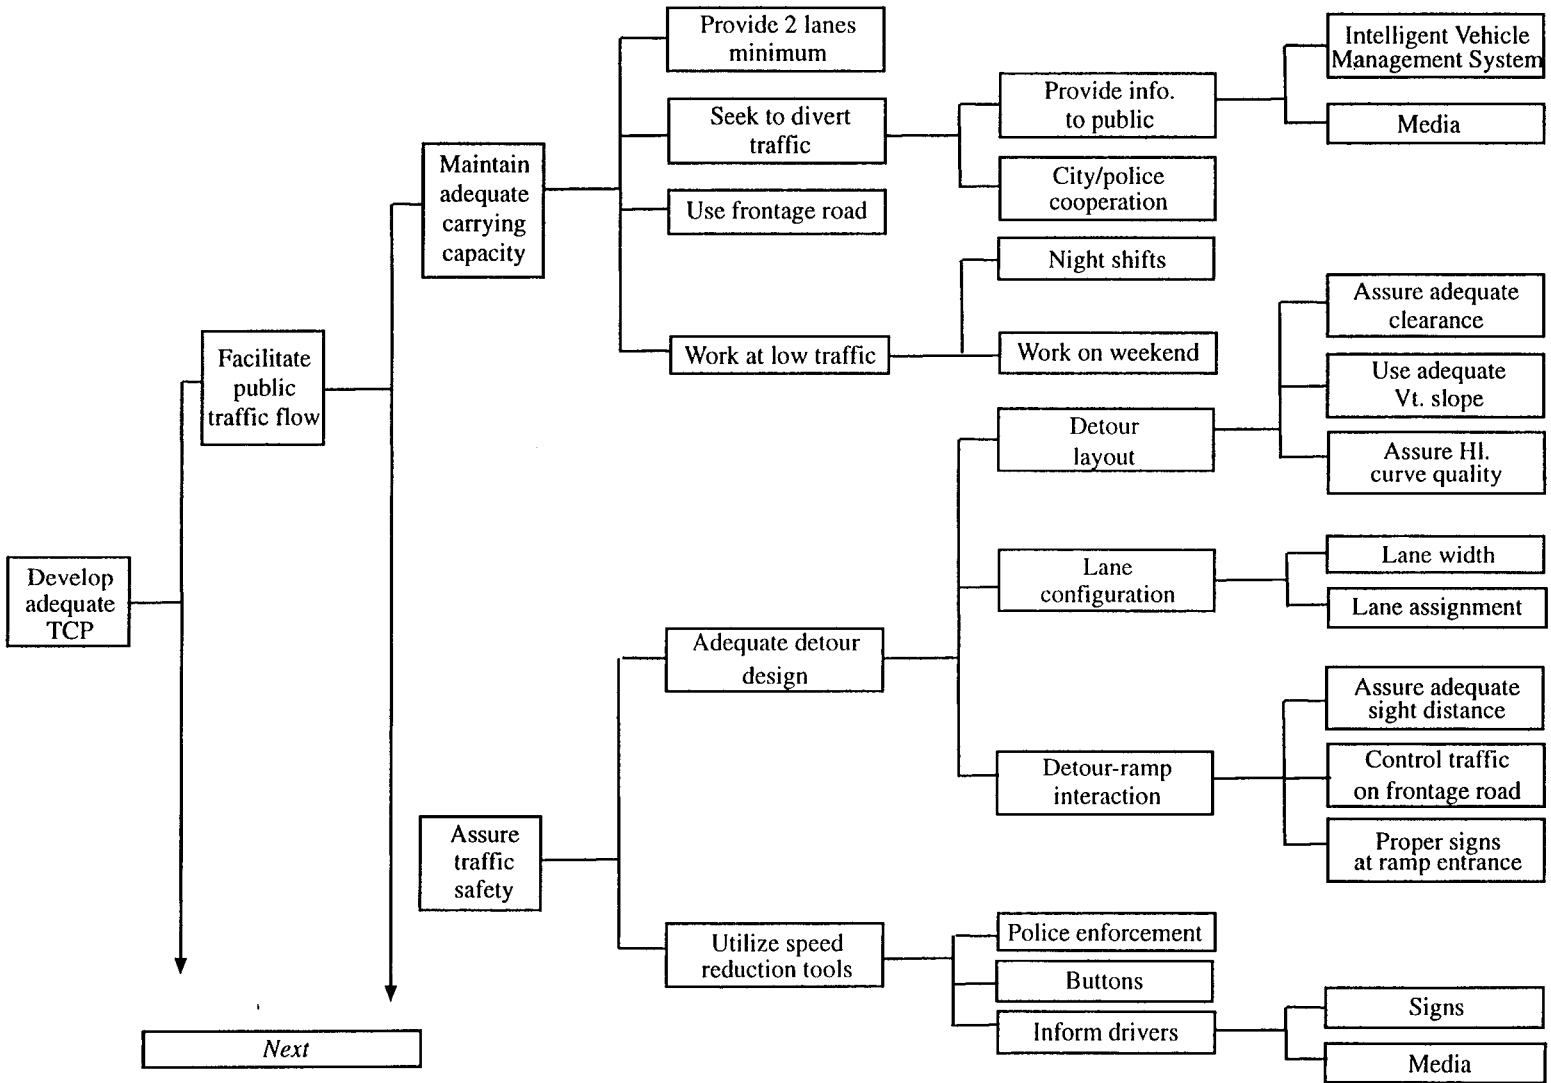 Develop
adequate
TCP
Facilitate
public
traffic flow
Maintain
adequate
carrying
capacity
Provide 2 lanes
minimum
Seek to divert
traffic
Provide info.
to public
Intelligent Vehicle
Management System
Media
City/police
cooperation
Use frontage road
Work at low traffic
Night shifts
Work on weekend
Assure
traffic
safety
Adequate detour
design
Detour
layout
Assure adequate
clearance
Use adequate
Vt. slope
Assure Hl.
curve quality
Lane
configuration
Lane width
Lane assignment
Detour-ramp
interaction
Assure adequate
sight distance
Control traffic
on frontage road
Proper signs
at ramp entrance
Utilize speed
reduction tools
Police enforcement
Buttons
Inform drivers
Signs
Media
Next